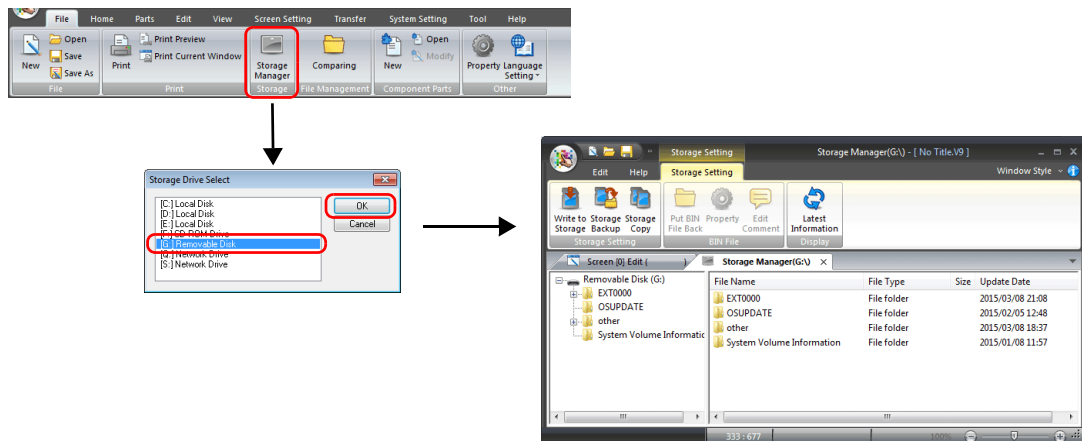 File Home Parts Edit View Screen Setting Transfer System Setting Tool Help
New Open Save Save As Print Print Preview Print Current Window Storage Manager Comparing New Open Modify Property Language Setting
File Print Storage File Management Component Parts Other
Storage Drive Select
[C:] Local Disk
[D:] Local Disk
[E:] Local Disk
[F:] CD-ROM Drive
[G:] Removable Disk
[Q:] Network Drive
[S:] Network Drive
OK
Cancel
Storage Setting Storage Manager(G:\) - [ No Title.V9 ]
Edit Help Storage Setting Window Style
Write to Storage Storage Backup Storage Copy Put BIN File Back Property Edit Comment Latest Information
Storage Setting BIN File Display
Screen [0] Edit ( ) Storage Manager(G:\)
Removable Disk (G:)
EXT0000
OSUPDATE
other
System Volume Informatic
File Name File Type Size Update Date
EXT0000 File folder 2015/03/08 21:08
OSUPDATE File folder 2015/02/05 12:48
other File folder 2015/03/08 18:37
System Volume Information File folder 2015/01/08 11:57
333 : 677 100%